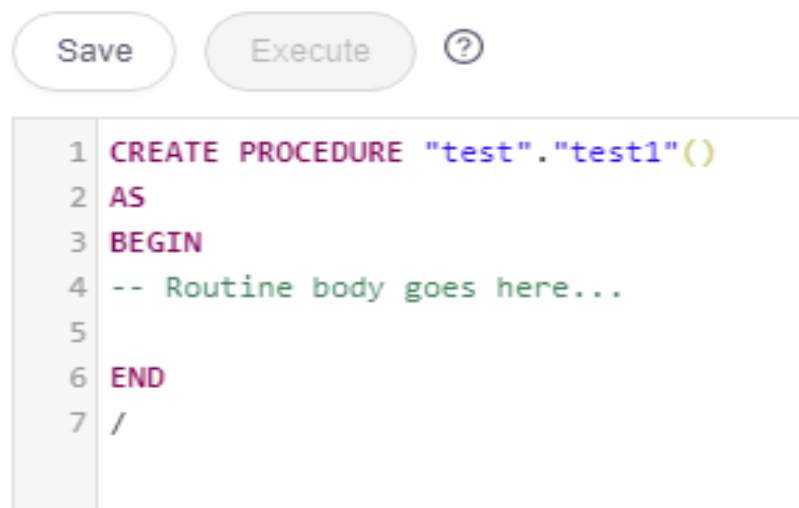 Save Execute ?
1 CREATE PROCEDURE "test"."test1"()
2 AS
3 BEGIN
4 -- Routine body goes here...
5
6 END
7 /